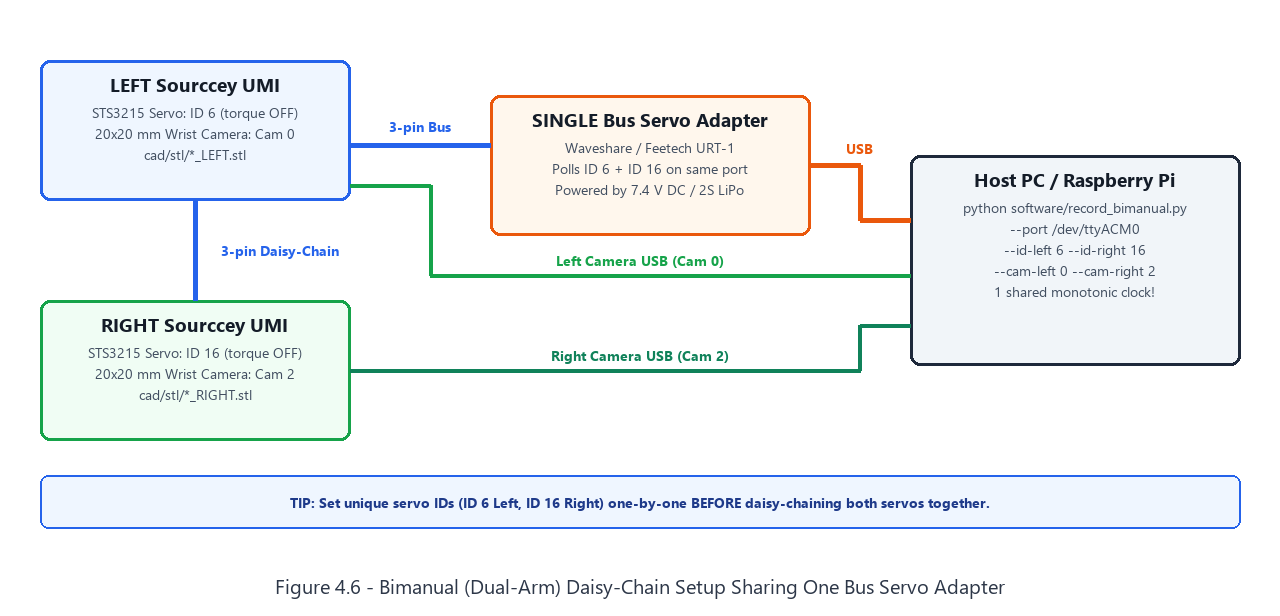 LEFT Sourccey UMI
STS3215 Servo: ID 6 (torque OFF)
20x20 mm Wrist Camera: Cam 0
cad/stl/*_LEFT.stl
3-pin Bus
SINGLE Bus Servo Adapter
Waveshare / Feetech URT-1
Polls ID 6 + ID 16 on same port
Powered by 7.4 V DC / 2S LiPo
USB
Host PC / Raspberry Pi
python software/record_bimanual.py
--port /dev/ttyACM0
--id-left 6 --id-right 16
--cam-left 0 --cam-right 2
1 shared monotonic clock!
3-pin Daisy-Chain
Left Camera USB (Cam 0)
RIGHT Sourccey UMI
STS3215 Servo: ID 16 (torque OFF)
20x20 mm Wrist Camera: Cam 2
cad/stl/*_RIGHT.stl
Right Camera USB (Cam 2)
TIP: Set unique servo IDs (ID 6 Left, ID 16 Right) one-by-one BEFORE daisy-chaining both servos together.
Figure 4.6 - Bimanual (Dual-Arm) Daisy-Chain Setup Sharing One Bus Servo Adapter